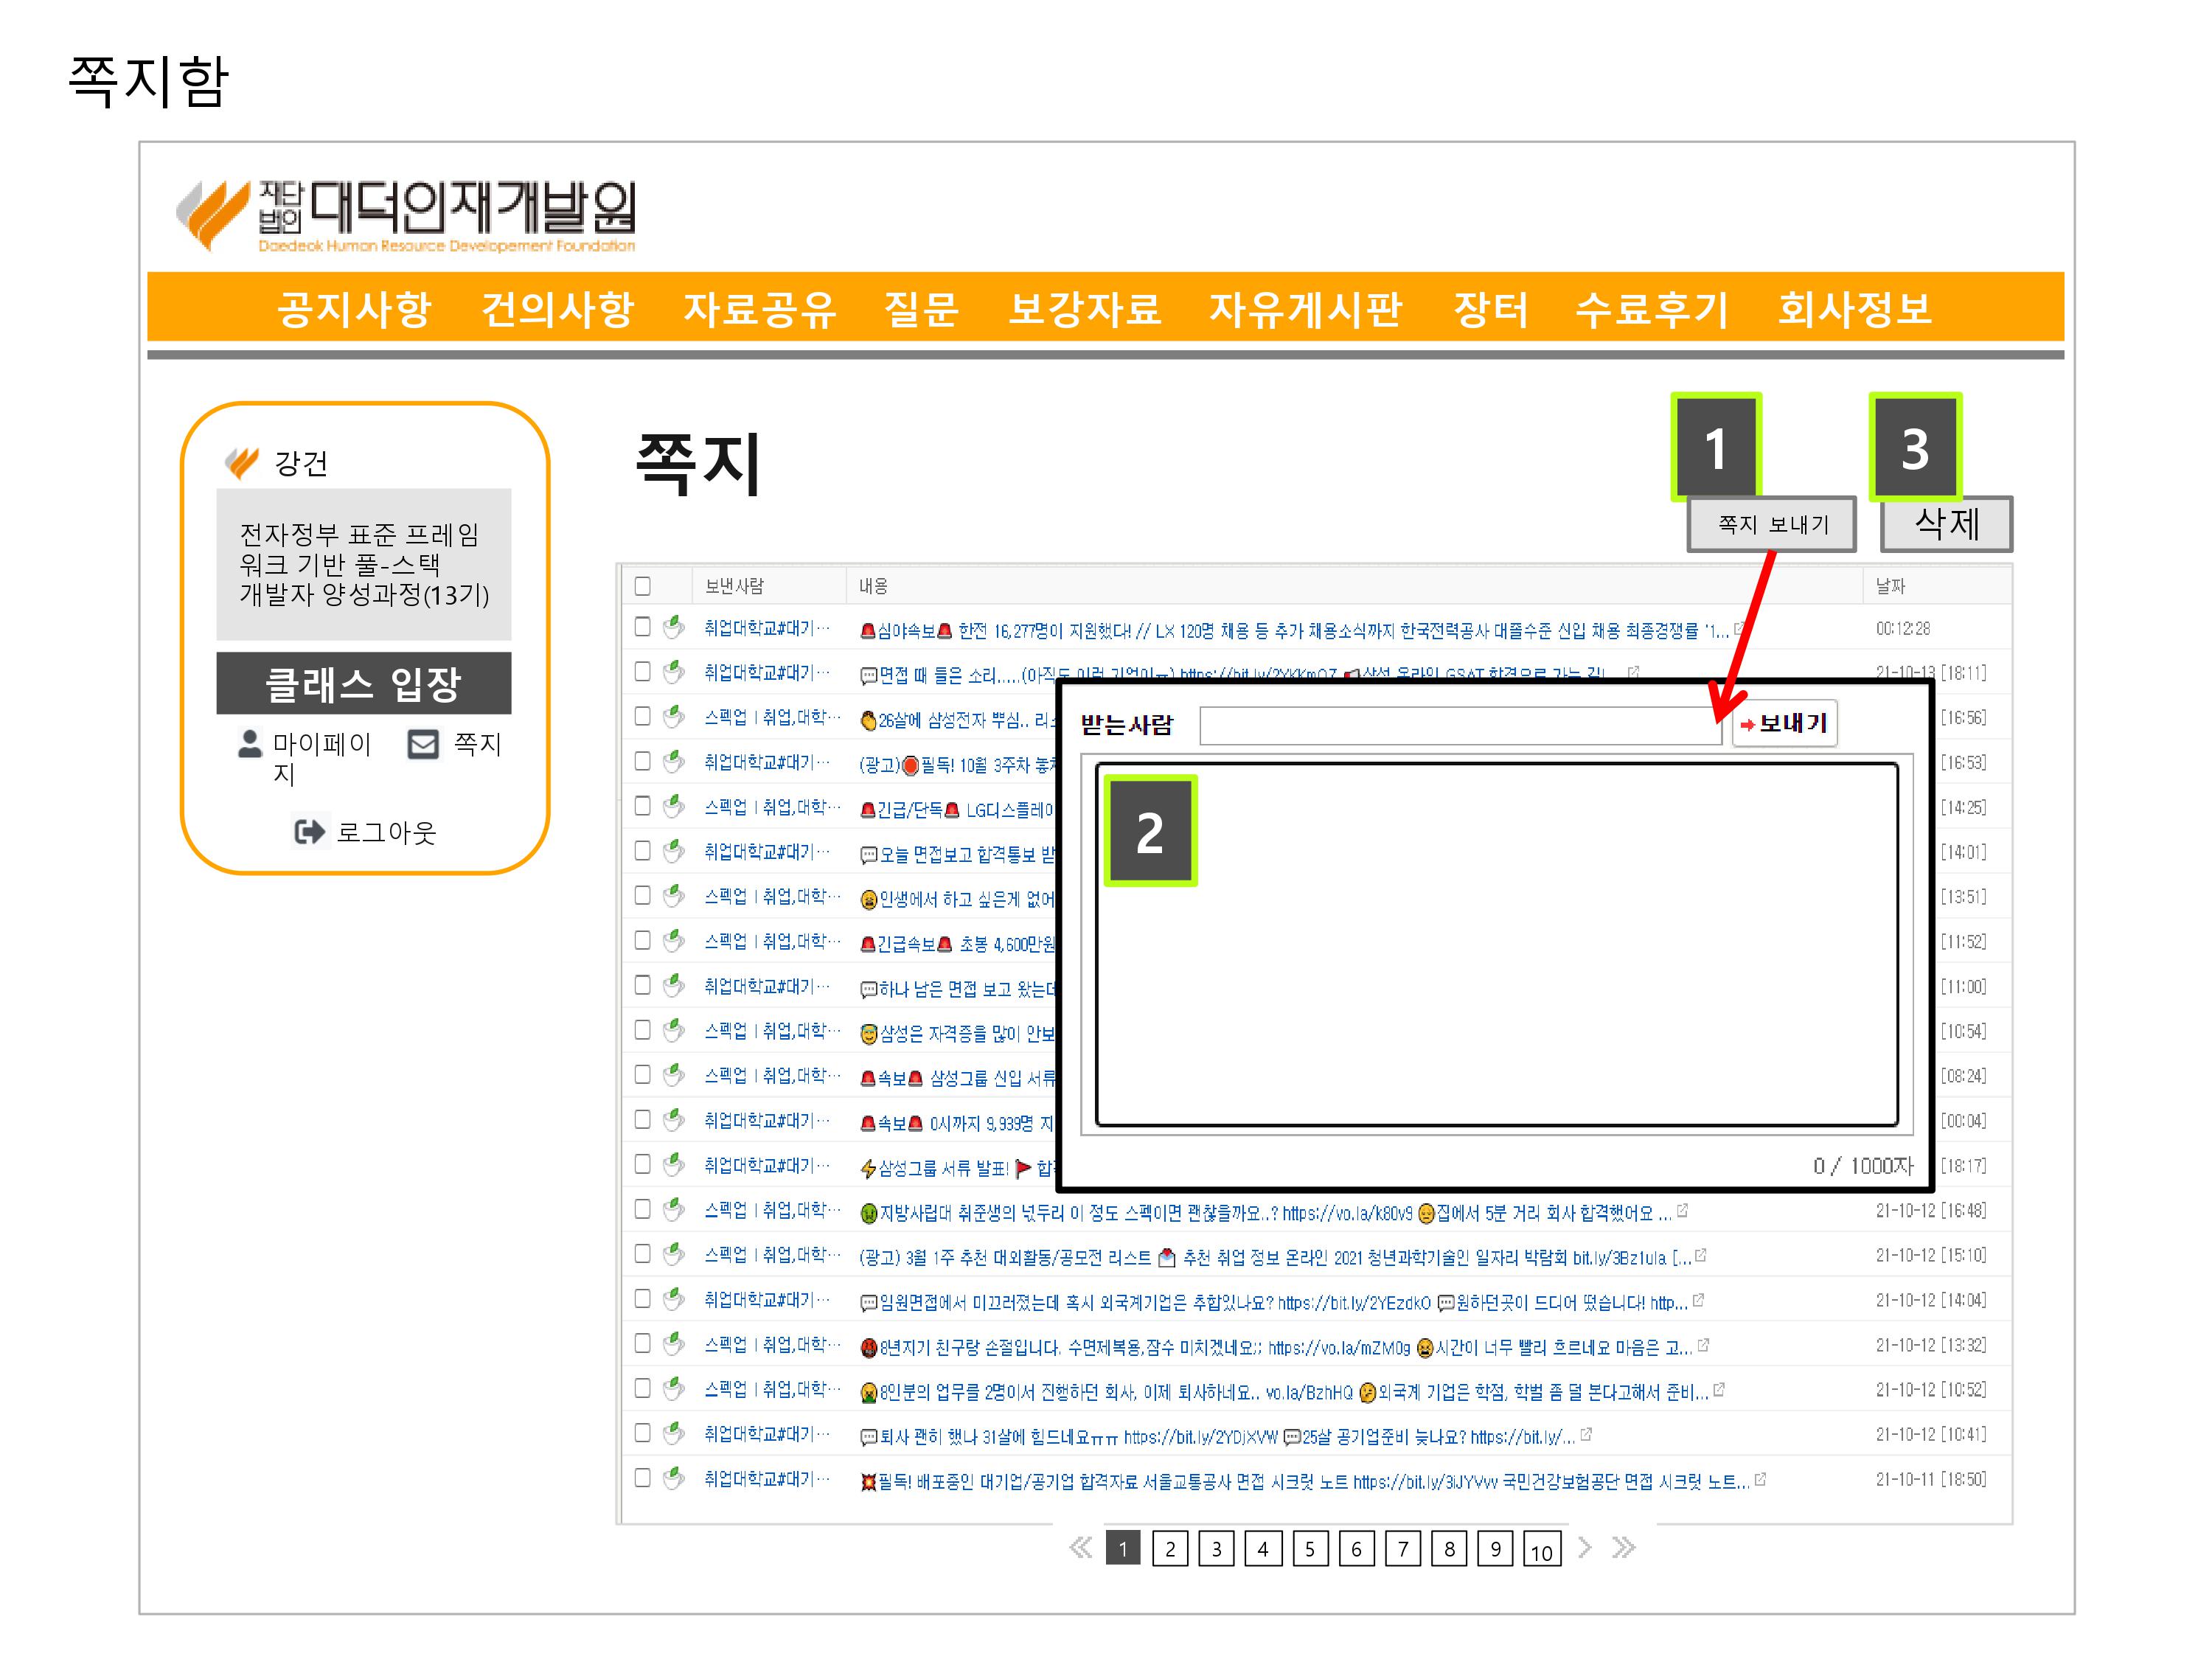 쪽지함
재단
법인 대덕인재개발원
Daedeok Human Resource Developement Foundation
공지사항 건의사항 자료공유 질문 보강자료 자유게시판 장터 수료후기 회사정보
강건
전자정부 표준 프레임
워크 기반 풀-스택
개발자 양성과정(13기)
클래스 입장
마이페이
지
쪽지
로그아웃
쪽지
1
3
쪽지 보내기
삭제
보낸사람 내용 날짜
취업대학교#대기… 심야속보 한전 16,277명이 지원했다! // LX 120명 채용 등 추가 채용소식까지 한국전력공사 대졸수준 신입 채용 최종경쟁률 '1... 00:12:28
취업대학교#대기… 면접 때 들은 소리.....(아직도 이런 기업이ㅠ) https://bit.ly/2YKKmOZ 삼성 온라인 GSAT 합격으로 가는 길! ... 21-10-13 [18:11]
스펙업ㅣ취업,대학… 26살에 삼성전자 뿌심.. [16:56]
취업대학교#대기… (광고) 필독! 10월 3주차 [16:53]
스펙업ㅣ취업,대학… 긴급/단독 LG디스플레이 [14:25]
취업대학교#대기… 오늘 면접보고 합격통보 [14:01]
스펙업ㅣ취업,대학… 인생에서 하고 싶은게 없어 [13:51]
스펙업ㅣ취업,대학… 긴급속보 초봉 4,600만원 [11:52]
취업대학교#대기… 하나 남은 면접 보고 왔는데 [11:00]
스펙업ㅣ취업,대학… 삼성은 자격증을 많이 안보 [10:54]
스펙업ㅣ취업,대학… 속보 삼성그룹 신입 서류 [08:24]
취업대학교#대기… 속보 0시까지 9,939명 지 [00:04]
취업대학교#대기… 삼성그룹 서류 발표! [18:17]
스펙업ㅣ취업,대학… 지방사립대 취준생의 넋두리 이 정도 스펙이면 괜찮을까요..? https://vo.la/k80v9 집에서 5분 거리 회사 합격했어요 ... 21-10-12 [16:48]
스펙업ㅣ취업,대학… (광고) 3월 1주 추천 대외활동/공모전 리스트 추천 취업 정보 온라인 2021 청년과학기술인 일자리 박람회 bit.ly/3Bz1ula [... 21-10-12 [15:10]
취업대학교#대기… 임원면접에서 미끄러졌는데 혹시 외국계기업은 추합있나요? https://bit.ly/2YEzdkO 원하던곳이 드디어 떴습니다! http... 21-10-12 [14:04]
스펙업ㅣ취업,대학… 8년지기 친구랑 손절입니다. 수면제복용,잠수 미치겠네요;; https://vo.la/mZM0g 시간이 너무 빨리 흐르네요 마음은 고... 21-10-12 [13:32]
스펙업ㅣ취업,대학… 8인분의 업무를 2명이서 진행하던 회사, 이제 퇴사하네요.. vo.la/BzhHQ 외국계 기업은 학점, 학벌 좀 덜 본다고해서 준비... 21-10-12 [10:52]
취업대학교#대기… 퇴사 괜히 했나 31살에 힘드네요ㅠㅠ https://bit.ly/2YDjXVW 25살 공기업준비 늦나요? https://bit.ly/... 21-10-12 [10:41]
취업대학교#대기… 필독! 배포중인 대기업/공기업 합격자료 서울교통공사 면접 시크릿 노트 https://bit.ly/3iJYVvv 국민건강보험공단 면접 시크릿 노트... 21-10-11 [18:50]
받는사람
보내기
2
0 / 1000자
1 2 3 4 5 6 7 8 9 10